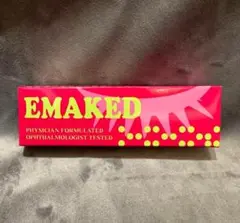 EMAKED
PHYSICIAN FORMULATED
OPHTHALMOLOGIST TESTED